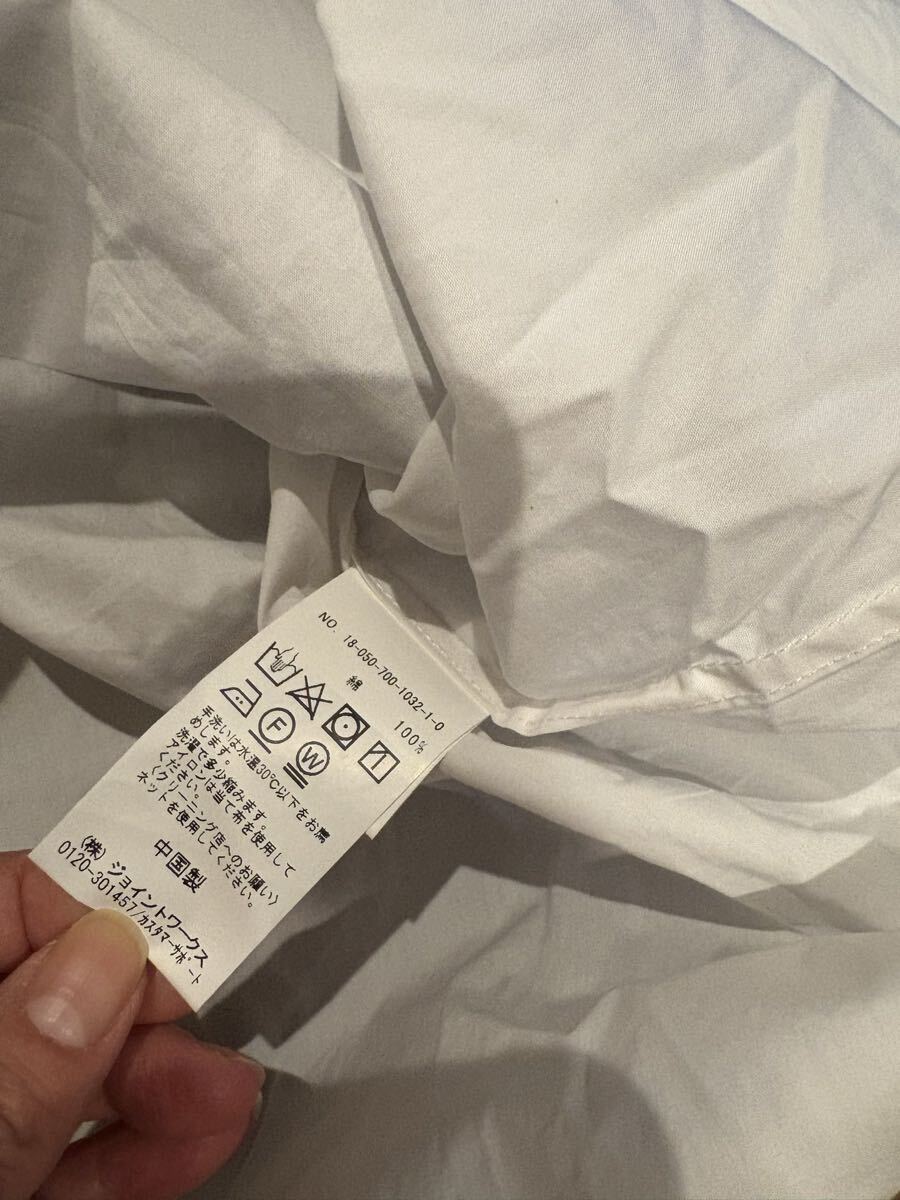 NO. 18-050-700-1032-1-0
綿 100%
F W
手洗いは水温30℃以下をお薦
めします。
洗濯で多少縮みます。
アイロンは当て布を使用して
ください。
〈クリーニング店へのお願い〉
ネットを使用してください。
中国製
(株)ジョイントワークス
0120-301457/カスタマーサポート